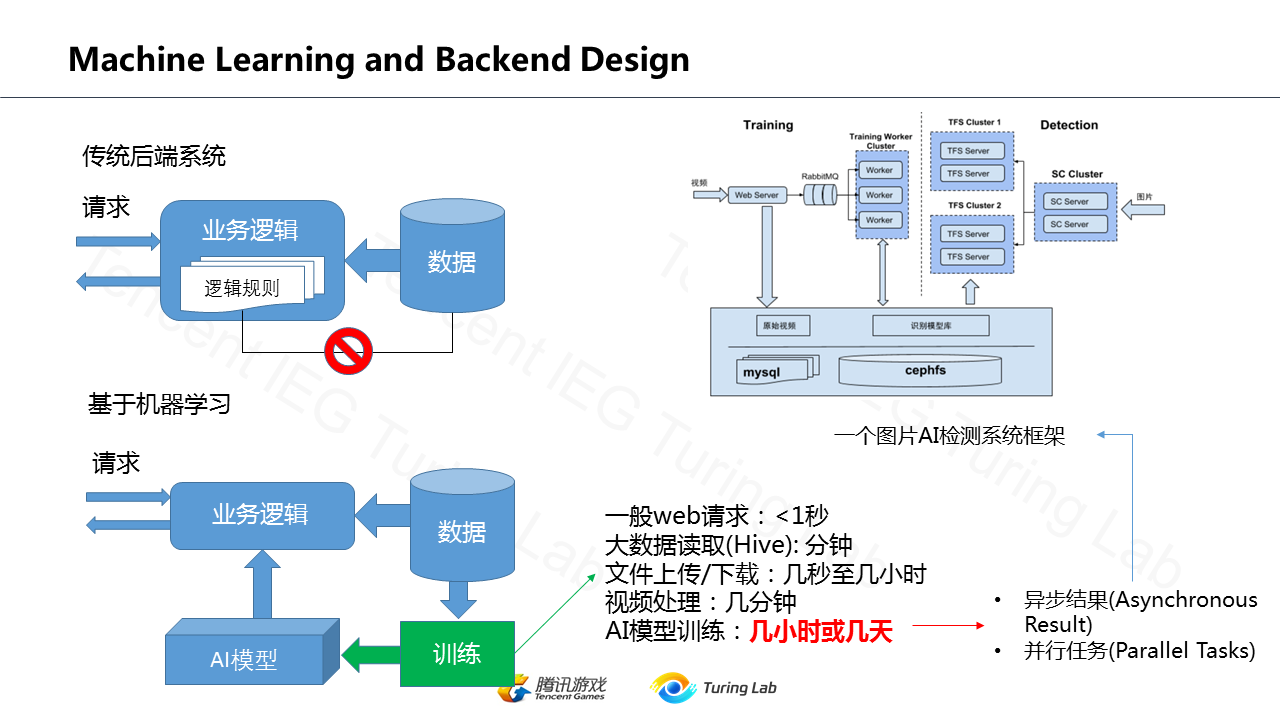 Machine Learning and Backend Design
传统后端系统
请求
业务逻辑
逻辑规则
数据
基于机器学习
请求
业务逻辑
数据
AI模型
训练
Training
Detection
视频
Web Server
RabbitMQ
Training Worker
Cluster
Worker
Worker
Worker
TFS Cluster 1
TFS Server
TFS Server
TFS Cluster 2
TFS Server
TFS Server
SC Cluster
SC Server
SC Server
图片
原始视频
识别模型库
mysql
cephfs
一个图片AI检测系统框架
一般web请求：<1秒
大数据读取(Hive): 分钟
文件上传/下载：几秒至几小时
视频处理：几分钟
AI模型训练：几小时或几天
• 异步结果(Asynchronous
Result)
• 并行任务(Parallel Tasks)
腾讯游戏
Tencent Games
Turing Lab
Tencent IEG Turing Lab
Tencent IEG Turing Lab
Turing Lab